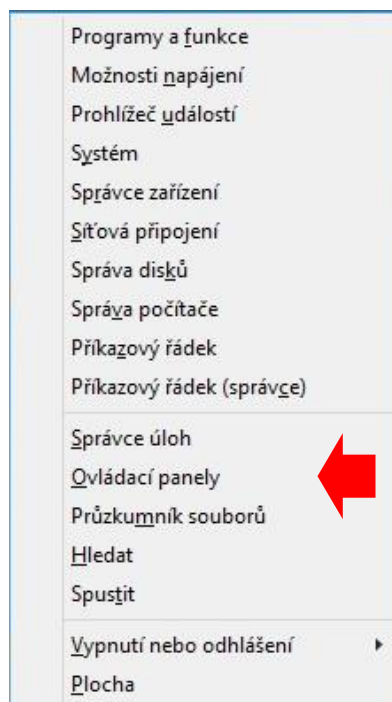 Programy a funkce
Možnosti napájení
Prohlížeč událostí
Systém
Správce zařízení
Síťová připojení
Správa disků
Správa počítače
Příkazový řádek
Příkazový řádek (správce)
Správce úloh
Ovládací panely
Průzkumník souborů
Hledat
Spustit
Vypnutí nebo odhlášení
Plocha